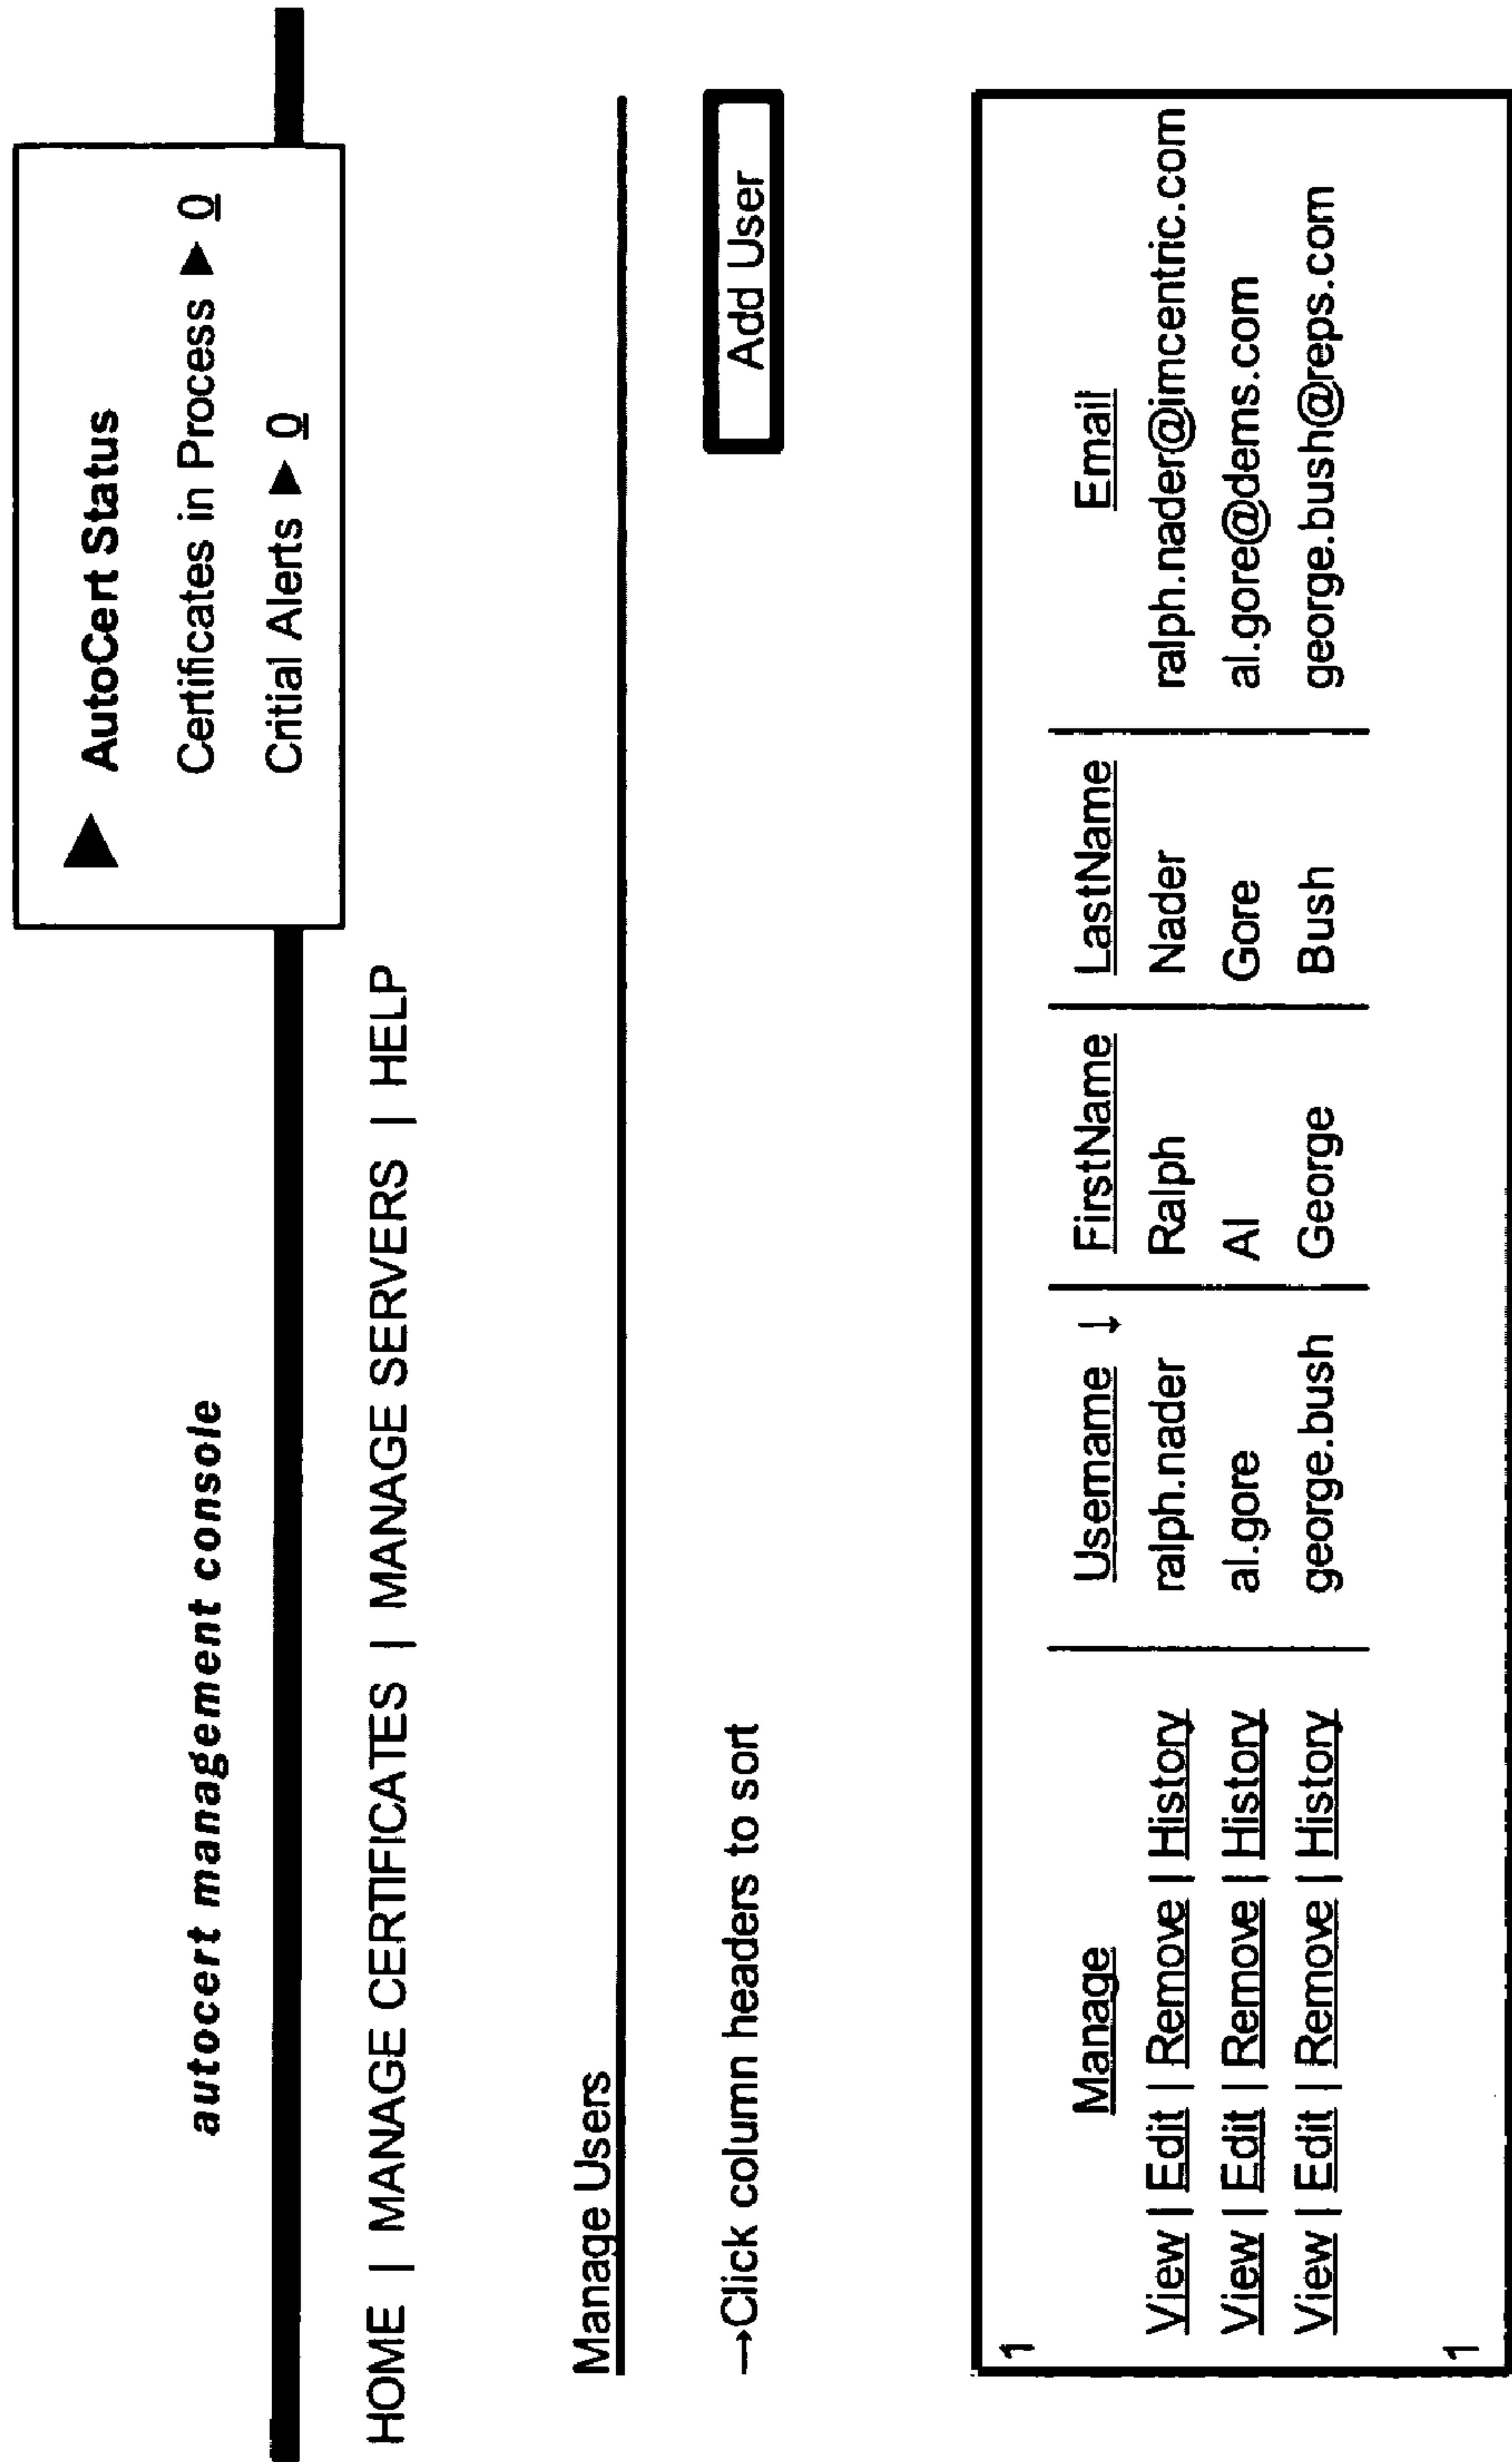 autocert management console
▶ AutoCert Status
Certificates in Process ▶ 0
Critial Alerts ▶ 0
HOME | MANAGE CERTIFICATES | MANAGE SERVERS | HELP
Manage Users
→Click column headers to sort
Add User
1
Manage Username ↓ FirstName LastName Email
View | Edit | Remove | History ralph.nader Ralph Nader ralph.nader@imcentric.com
View | Edit | Remove | History al.gore Al Gore al.gore@dems.com
View | Edit | Remove | History george.bush George Bush george.bush@reps.com
1